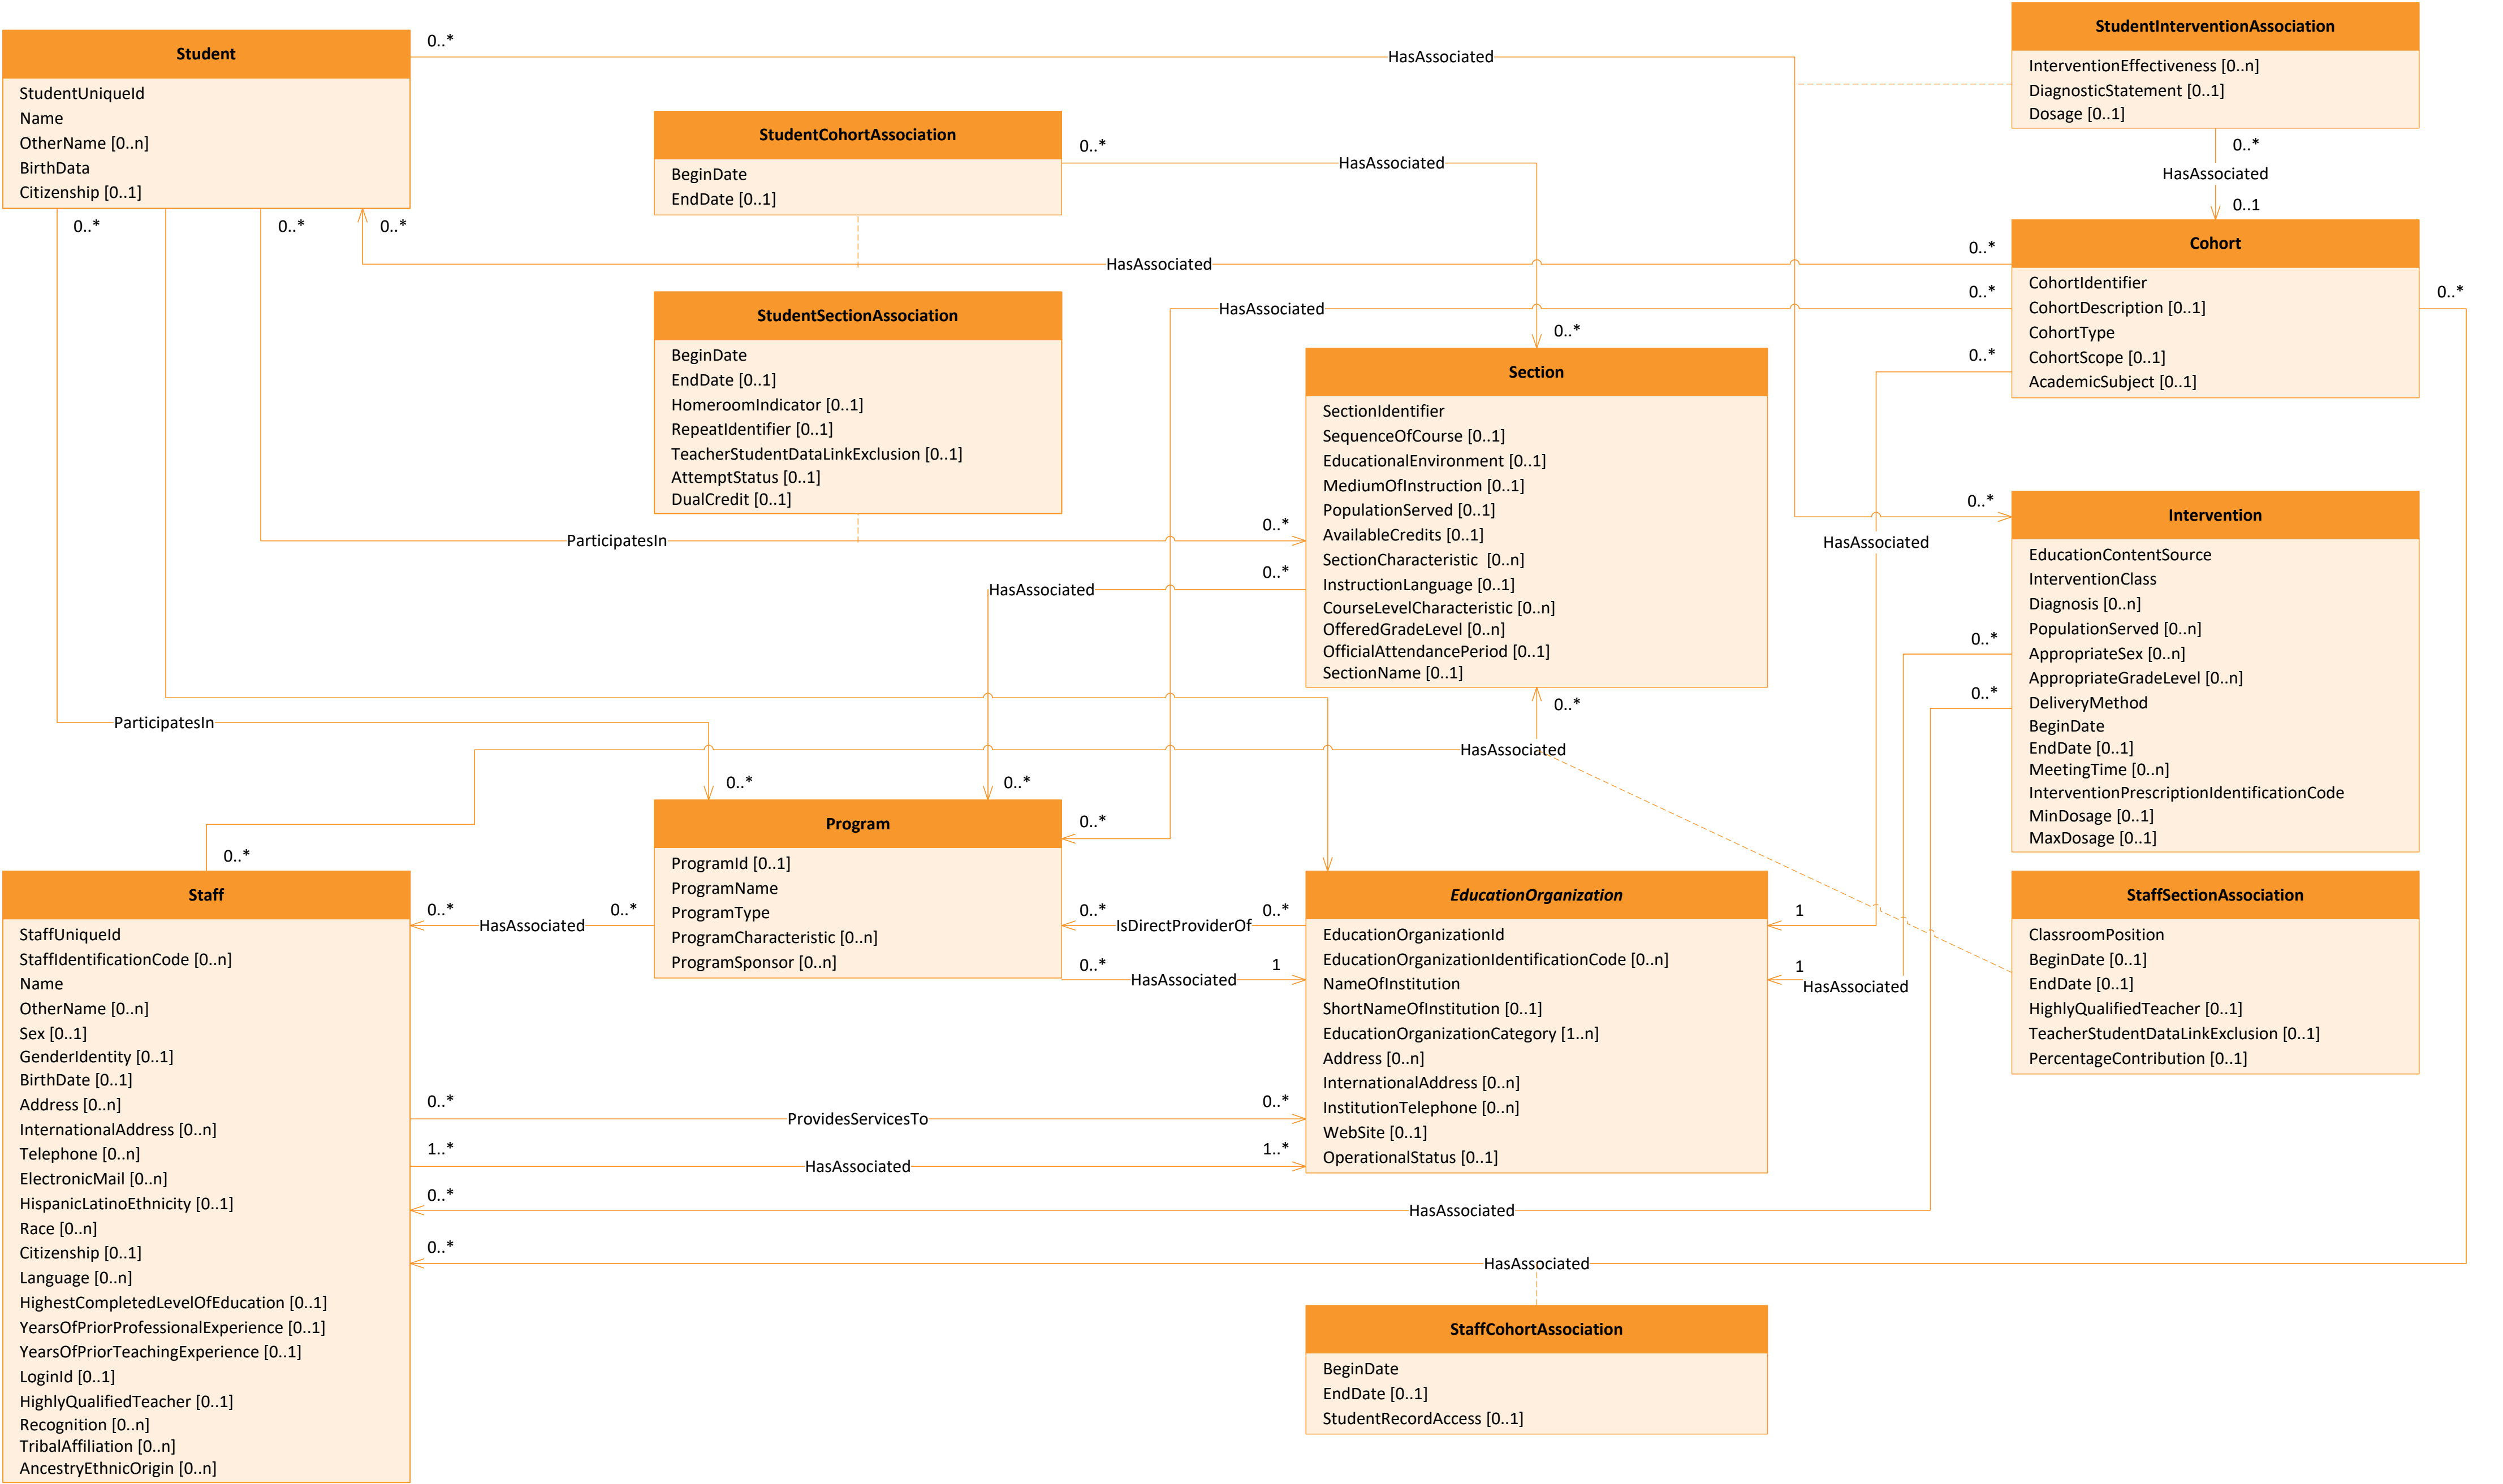 Student
StudentUniqueId
Name
OtherName [0..n]
BirthData
Citizenship [0..1]
0..*
HasAssociated
StudentInterventionAssociation
InterventionEffectiveness [0..n]
DiagnosticStatement [0..1]
Dosage [0..1]
0..*
HasAssociated
0..1
StudentCohortAssociation
BeginDate
EndDate [0..1]
0..*
HasAssociated
0..*
0..*
0..*
0..*
HasAssociated
0..*
Cohort
CohortIdentifier
CohortDescription [0..1]
CohortType
CohortScope [0..1]
AcademicSubject [0..1]
HasAssociated
0..*
0..*
0..*
0..*
StudentSectionAssociation
BeginDate
EndDate [0..1]
HomeroomIndicator [0..1]
RepeatIdentifier [0..1]
TeacherStudentDataLinkExclusion [0..1]
AttemptStatus [0..1]
DualCredit [0..1]
Section
SectionIdentifier
SequenceOfCourse [0..1]
EducationalEnvironment [0..1]
MediumOfInstruction [0..1]
PopulationServed [0..1]
AvailableCredits [0..1]
SectionCharacteristic  [0..n]
InstructionLanguage [0..1]
CourseLevelCharacteristic [0..n]
OfferedGradeLevel [0..n]
OfficialAttendancePeriod [0..1]
SectionName [0..1]
ParticipatesIn
0..*
HasAssociated
0..*
HasAssociated
0..*
Intervention
EducationContentSource
InterventionClass
Diagnosis [0..n]
PopulationServed [0..n]
AppropriateSex [0..n]
AppropriateGradeLevel [0..n]
DeliveryMethod
BeginDate
EndDate [0..1]
MeetingTime [0..n]
InterventionPrescriptionIdentificationCode
MinDosage [0..1]
MaxDosage [0..1]
0..*
0..*
ParticipatesIn
0..*
HasAssociated
0..*
0..*
0..*
Program
ProgramId [0..1]
ProgramName
ProgramType
ProgramCharacteristic [0..n]
ProgramSponsor [0..n]
0..*
0..*
HasAssociated
0..*
0..*
IsDirectProviderOf
0..*
0..*
HasAssociated
1
Staff
StaffUniqueId
StaffIdentificationCode [0..n]
Name
OtherName [0..n]
Sex [0..1]
GenderIdentity [0..1]
BirthDate [0..1]
Address [0..n]
InternationalAddress [0..n]
Telephone [0..n]
ElectronicMail [0..n]
HispanicLatinoEthnicity [0..1]
Race [0..n]
Citizenship [0..1]
Language [0..n]
HighestCompletedLevelOfEducation [0..1]
YearsOfPriorProfessionalExperience [0..1]
YearsOfPriorTeachingExperience [0..1]
LoginId [0..1]
HighlyQualifiedTeacher [0..1]
Recognition [0..n]
TribalAffiliation [0..n]
AncestryEthnicOrigin [0..n]
EducationOrganization
EducationOrganizationId
EducationOrganizationIdentificationCode [0..n]
NameOfInstitution
ShortNameOfInstitution [0..1]
EducationOrganizationCategory [1..n]
Address [0..n]
InternationalAddress [0..n]
InstitutionTelephone [0..n]
WebSite [0..1]
OperationalStatus [0..1]
1
1
HasAssociated
StaffSectionAssociation
ClassroomPosition
BeginDate [0..1]
EndDate [0..1]
HighlyQualifiedTeacher [0..1]
TeacherStudentDataLinkExclusion [0..1]
PercentageContribution [0..1]
0..*
ProvidesServicesTo
0..*
1..*
HasAssociated
1..*
0..*
HasAssociated
0..*
HasAssociated
StaffCohortAssociation
BeginDate
EndDate [0..1]
StudentRecordAccess [0..1]